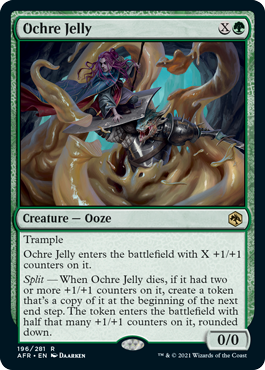 Ochre Jelly X
Creature — Ooze
Trample
Ochre Jelly enters the battlefield with X +1/+1
counters on it.
Split — When Ochre Jelly dies, if it had two
or more +1/+1 counters on it, create a token
that's a copy of it at the beginning of the next
end step. The token enters the battlefield with
half that many +1/+1 counters on it, rounded
down.
0/0
196/281 R
AFR • EN Daarken
™ & © 2021 Wizards of the Coast